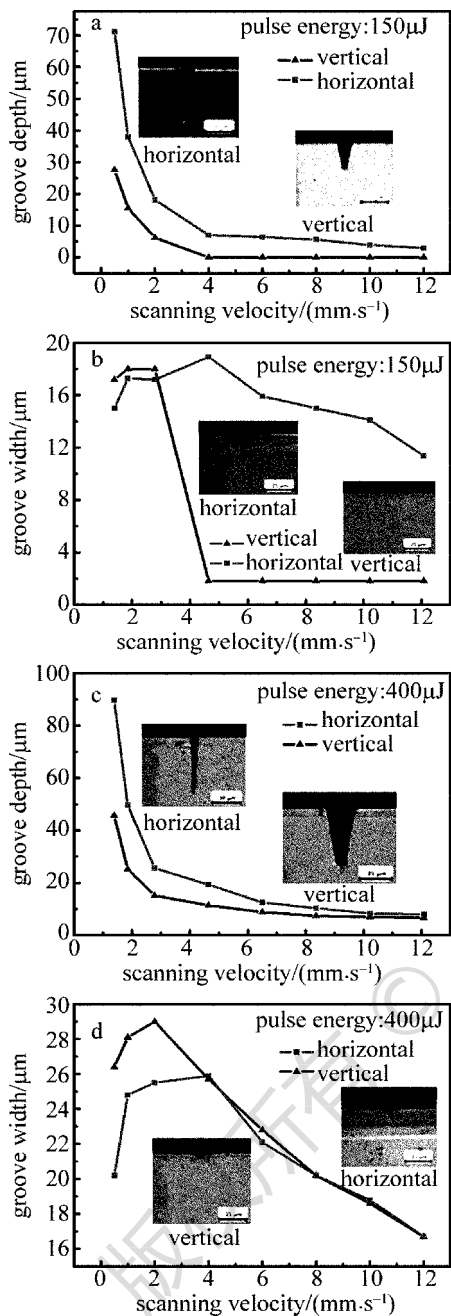 a
pulse energy:150μJ
vertical
horizontal
horizontal
vertical
groove depth/μm
70
60
50
40
30
20
10
0
0 2 4 6 8 10 12
scanning velocity/(mm·s⁻¹)
b
pulse energy:150μJ
horizontal
vertical
horizontal
vertical
groove width/μm
20
16
12
8
4
0
0 2 4 6 8 10 12
scanning velocity/(mm·s⁻¹)
c
pulse energy:400μJ
horizontal
vertical
horizontal
vertical
groove depth/μm
100
80
60
40
20
0
0 2 4 6 8 10 12
scanning velocity/(mm·s⁻¹)
d
pulse energy:400μJ
horizontal
vertical
horizontal
vertical
groove width/μm
30
28
26
24
22
20
18
16
0 2 4 6 8 10 12
scanning velocity/(mm·s⁻¹)
版权所有 ©